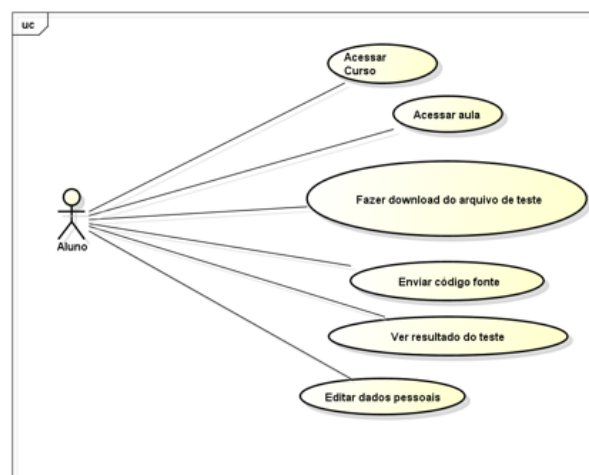 uc
Acessar
Curso
Acessar aula
Fazer download do arquivo de teste
Aluno
Enviar código fonte
Ver resultado do teste
Editar dados pessoais